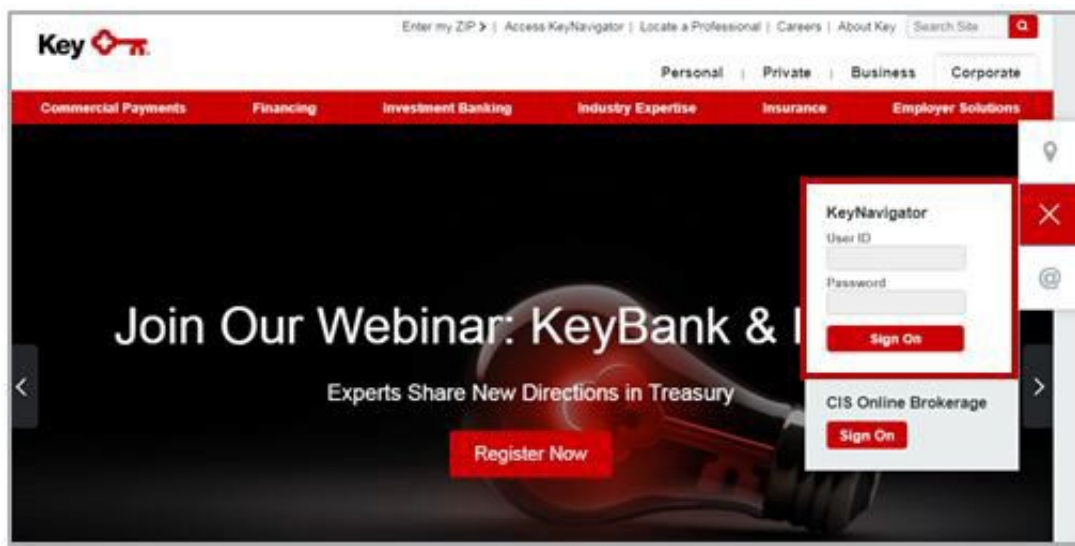 Enter my ZIP > | Access KeyNavigator | Locate a Professional | Careers | About Key Search Site
Key
Personal | Private | Business Corporate
Commercial Payments Financing Investment Banking Industry Expertise Insurance Employer Solutions
KeyNavigator
User ID
Password
Sign On
Join Our Webinar: KeyBank &
Experts Share New Directions in Treasury
Register Now
CIS Online Brokerage
Sign On